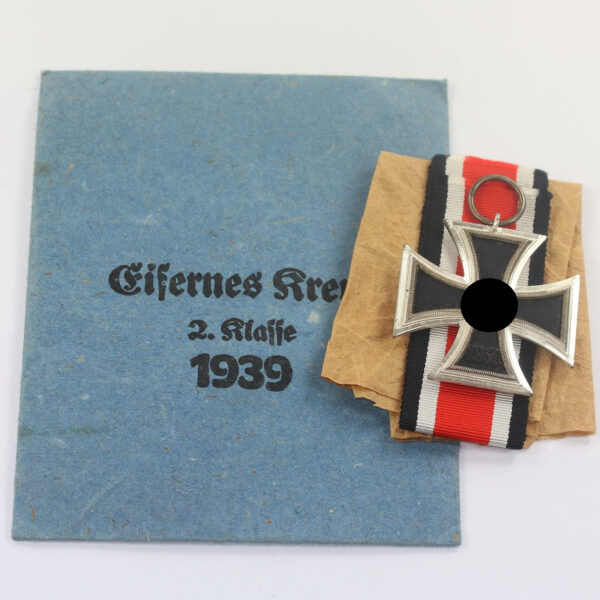 Eiſernes Kre
2. Klaſſe
1939